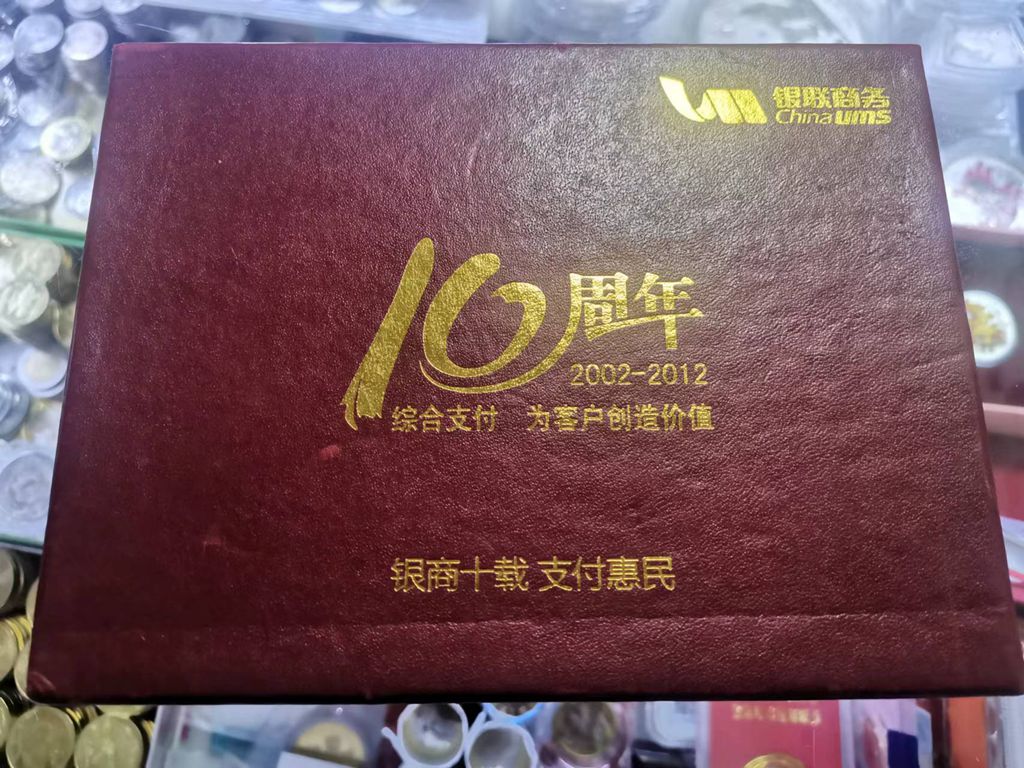 银联商务
China ums
10周年
2002-2012
综合支付 为客户创造价值
银商十载 支付惠民